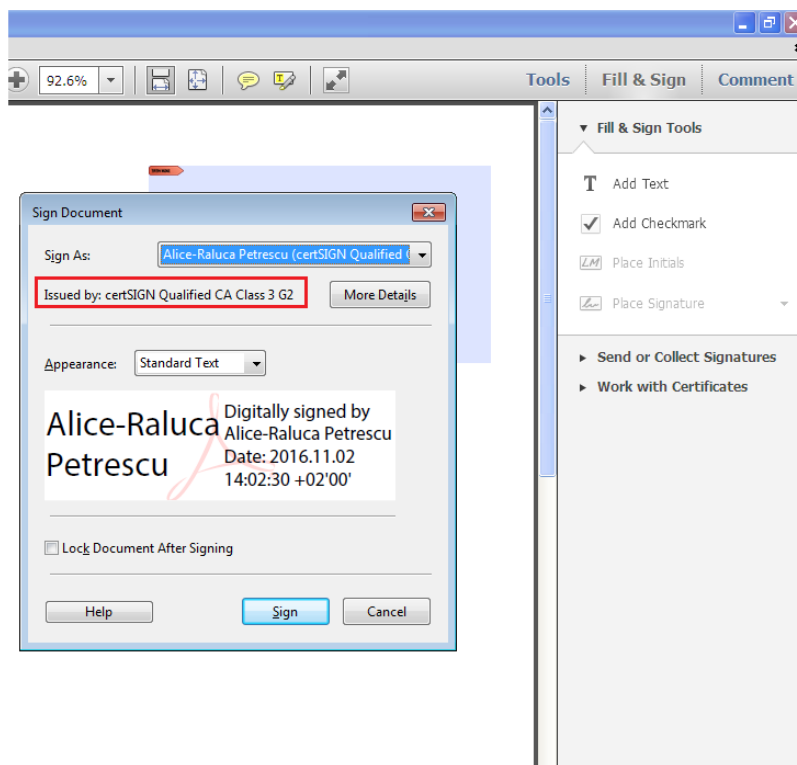 92.6%
Tools
Fill & Sign
Comment
Fill & Sign Tools
Add Text
Add Checkmark
Place Initials
Place Signature
Send or Collect Signatures
Work with Certificates
Sign Document
Sign As:
Alice-Raluca Petrescu (certSIGN Qualified (
Issued by: certSIGN Qualified CA Class 3 G2
More Details
Appearance:
Standard Text
Alice-Raluca
Petrescu
Digitally signed by
Alice-Raluca Petrescu
Date: 2016.11.02
14:02:30 +02'00'
Lock Document After Signing
Help
Sign
Cancel